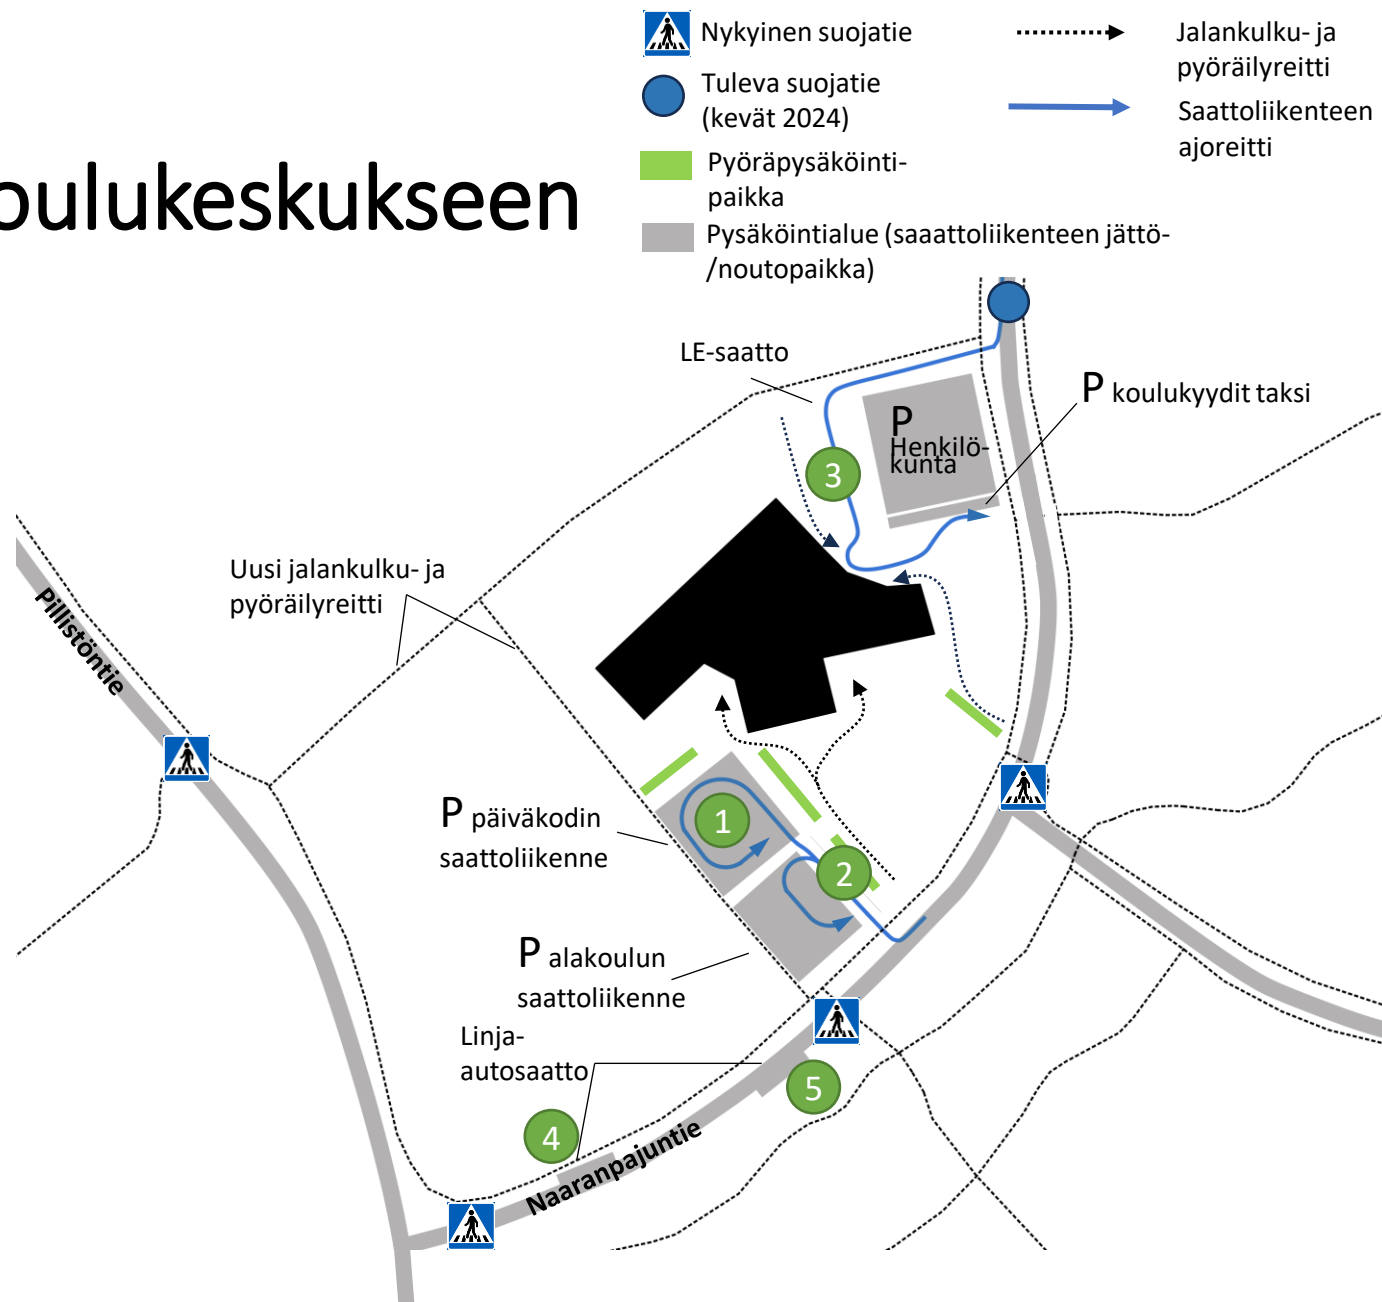 Nykyinen suojatie
Jalankulku- ja
pyöräilyreitti
Tuleva suojatie
(kevät 2024)
Saattoliikenteen
ajoreitti
Pyöräpysäköinti-
paikka
oulukeskukseen
Pysäköintialue (saaattoliikenteen jättö-
/noutopaikka)
LE-saatto
P koulukyydit taksi
P
Henkilö-
kunta
3
Uusi jalankulku- ja
pyöräilyreitti
Pillistöntie
P päiväkodin
saattoliikenne
1
2
P alakoulun
saattoliikenne
Linja-
autosaatto
5
4
Naaranpajuntie